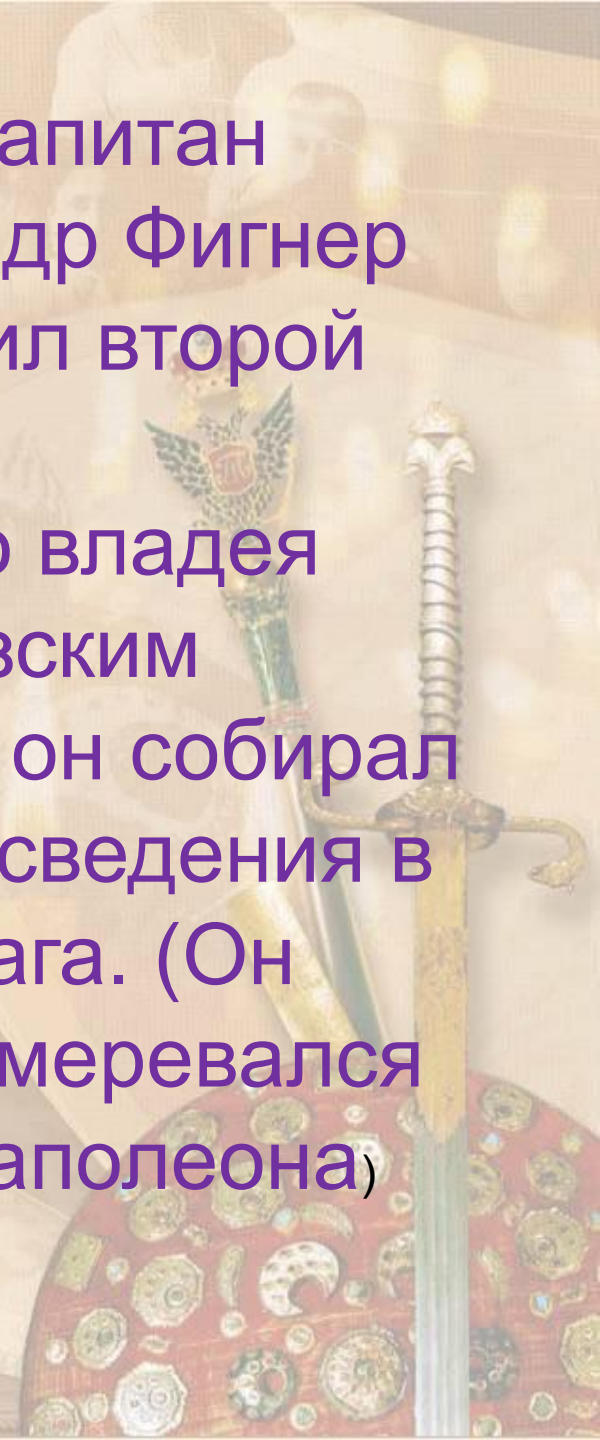 апитан
др Фигнер
ил второй
о владея
вским
он собирал
сведения в
ага. (Он
меревался
аполеона)